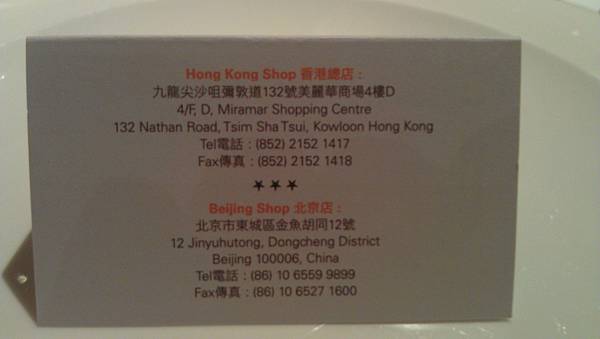 Hong Kong Shop 香港總店：
九龍尖沙咀彌敦道132號美麗華商場4樓D
4/F, D, Miramar Shopping Centre
132 Nathan Road, Tsim Sha Tsui, Kowloon Hong Kong
Tel電話：(852) 2152 1417
Fax傳真：(852) 2152 1418
★ ★ ★
Beijing Shop 北京店：
北京市東城區金魚胡同12號
12 Jinyuhutong, Dongcheng District
Beijing 100006, China
Tel電話：(86) 10 6559 9899
Fax傳真：(86) 10 6527 1600